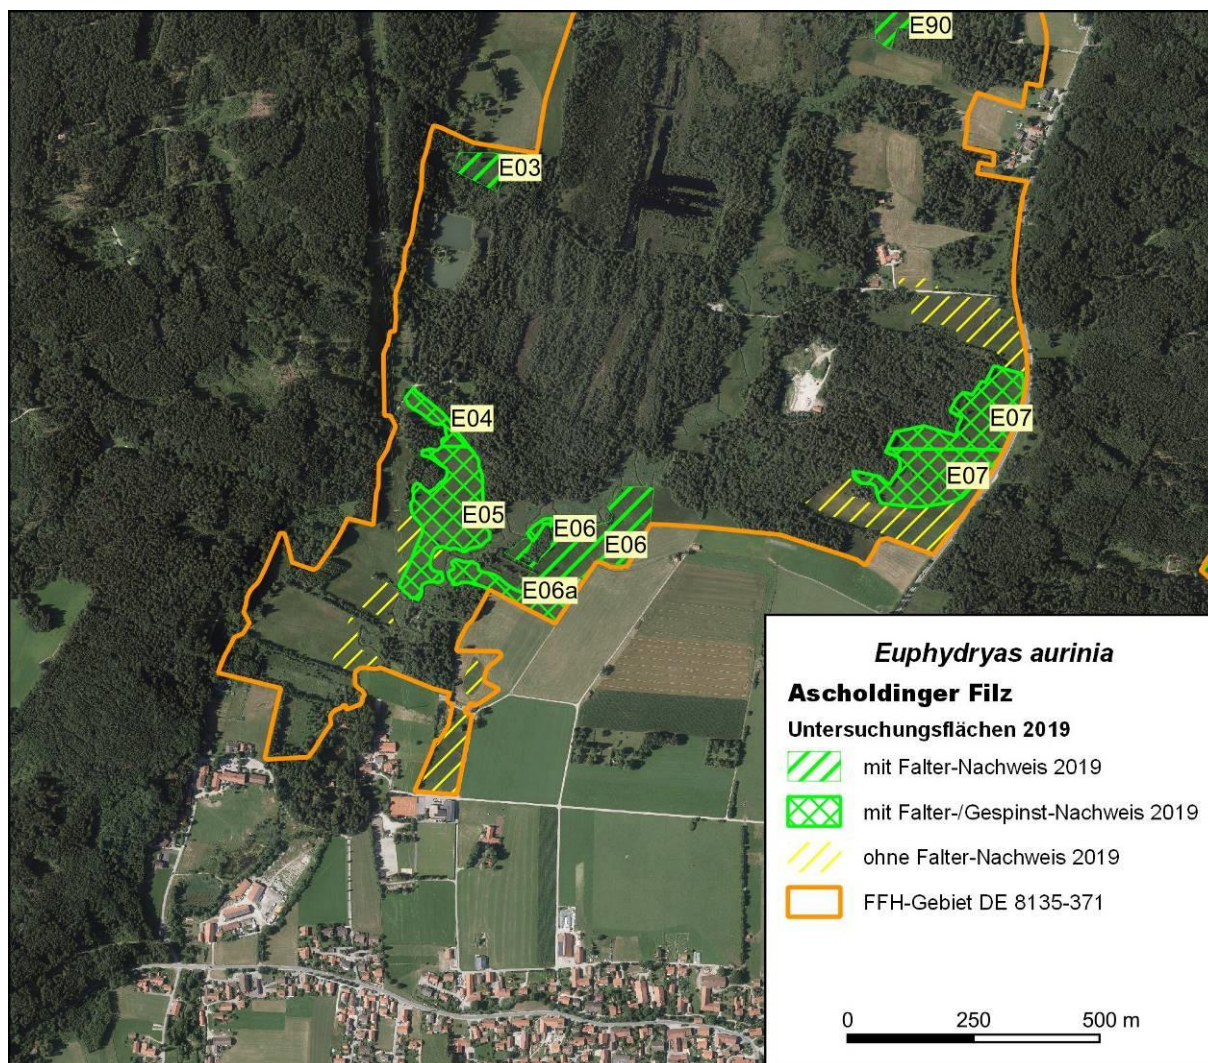 E90
E03
E04
E07
E07
E05
E06
E06
E06a
Euphydryas aurinia
Ascholdinger Filz
Untersuchungsflächen 2019
mit Falter-Nachweis 2019
mit Falter-/Gespinst-Nachweis 2019
ohne Falter-Nachweis 2019
FFH-Gebiet DE 8135-371
0 250 500 m